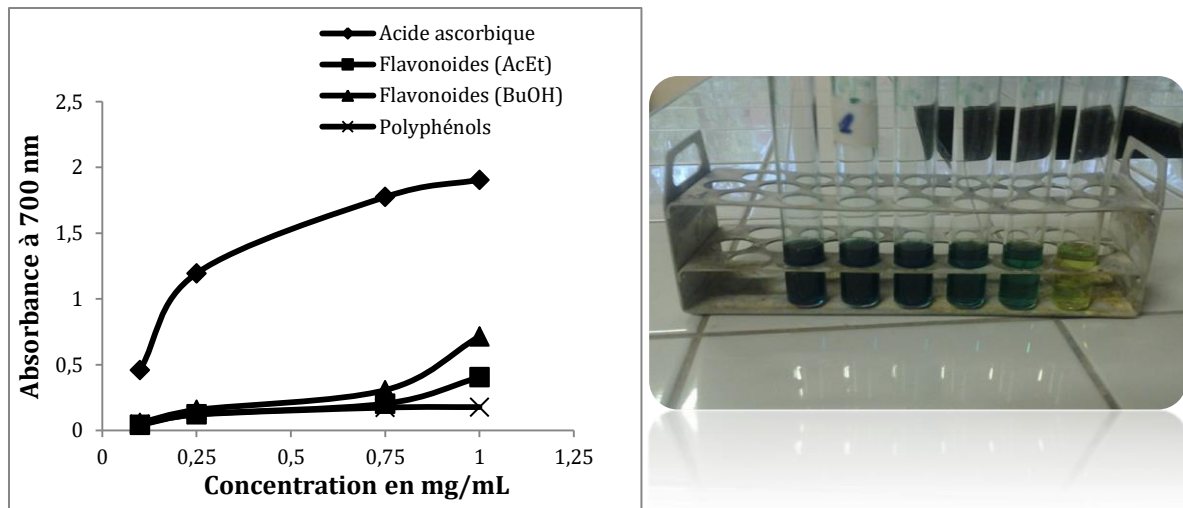 Acide ascorbique
Flavonoides (AcEt)
Flavonoides (BuOH)
Polyphénols
2,5
2
1,5
1
0,5
0
Absorbance à 700 nm
0
0,25
0,5
0,75
1
1,25
Concentration en mg/mL
2